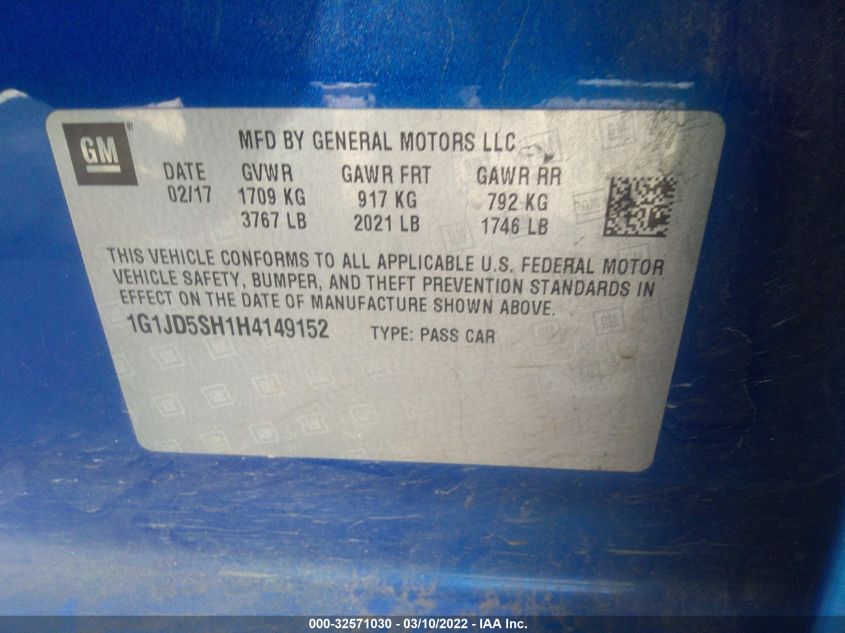 GM
MFD BY GENERAL MOTORS LLC
DATE GVWR GAWR FRT GAWR RR
02/17 1709 KG 917 KG 792 KG
3767 LB 2021 LB 1746 LB
THIS VEHICLE CONFORMS TO ALL APPLICABLE U.S. FEDERAL MOTOR
VEHICLE SAFETY, BUMPER, AND THEFT PREVENTION STANDARDS IN
EFFECT ON THE DATE OF MANUFACTURE SHOWN ABOVE.
1G1JD5SH1H4149152 TYPE: PASS CAR
000-32571030 - 03/10/2022 - IAA Inc.